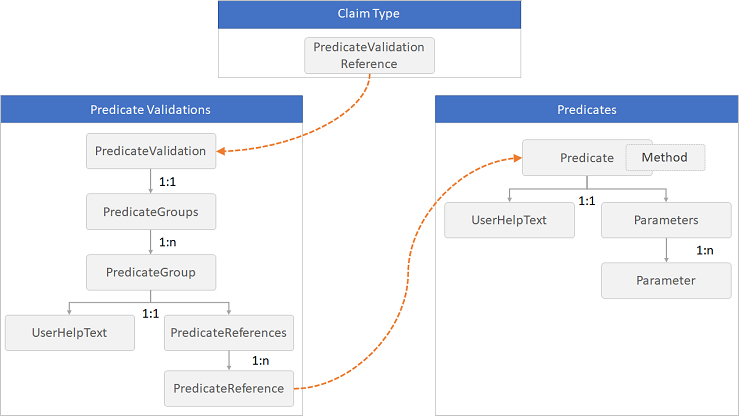 Claim Type
PredicateValidation
Reference
Predicate Validations
PredicateValidation
1:1
PredicateGroups
1:n
PredicateGroup
1:1
UserHelpText
PredicateReferences
1:n
PredicateReference
Predicates
Predicate
Method
1:1
UserHelpText
Parameters
1:n
Parameter